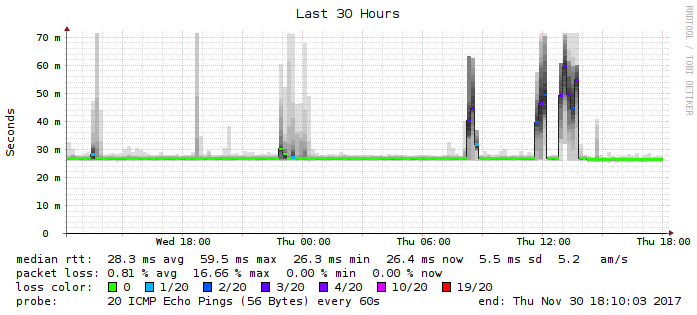 Last 30 Hours
RRDTOOL / TOBI OETIKER
Seconds
70 m
60 m
50 m
40 m
30 m
20 m
10 m
0
Wed 18:00 Thu 00:00 Thu 06:00 Thu 12:00 Thu 18:00
median rtt: 28.3 ms avg 59.5 ms max 26.3 ms min 26.4 ms now 5.5 ms sd 5.2 am/s
packet loss: 0.81 % avg 16.66 % max 0.00 % min 0.00 % now
loss color: 0 1/20 2/20 3/20 4/20 10/20 19/20
probe: 20 ICMP Echo Pings (56 Bytes) every 60s end: Thu Nov 30 18:10:03 2017